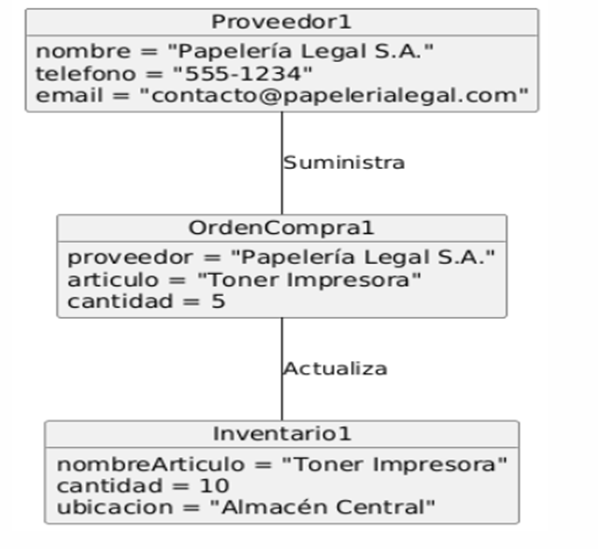 Proveedor1
nombre = "Papelería Legal S.A."
telefono = "555-1234"
email = "contacto@papelerialegal.com"
Suministra
OrdenCompra1
proveedor = "Papelería Legal S.A."
articulo = "Toner Impresora"
cantidad = 5
Actualiza
Inventario1
nombreArticulo = "Toner Impresora"
cantidad = 10
ubicacion = "Almacén Central"